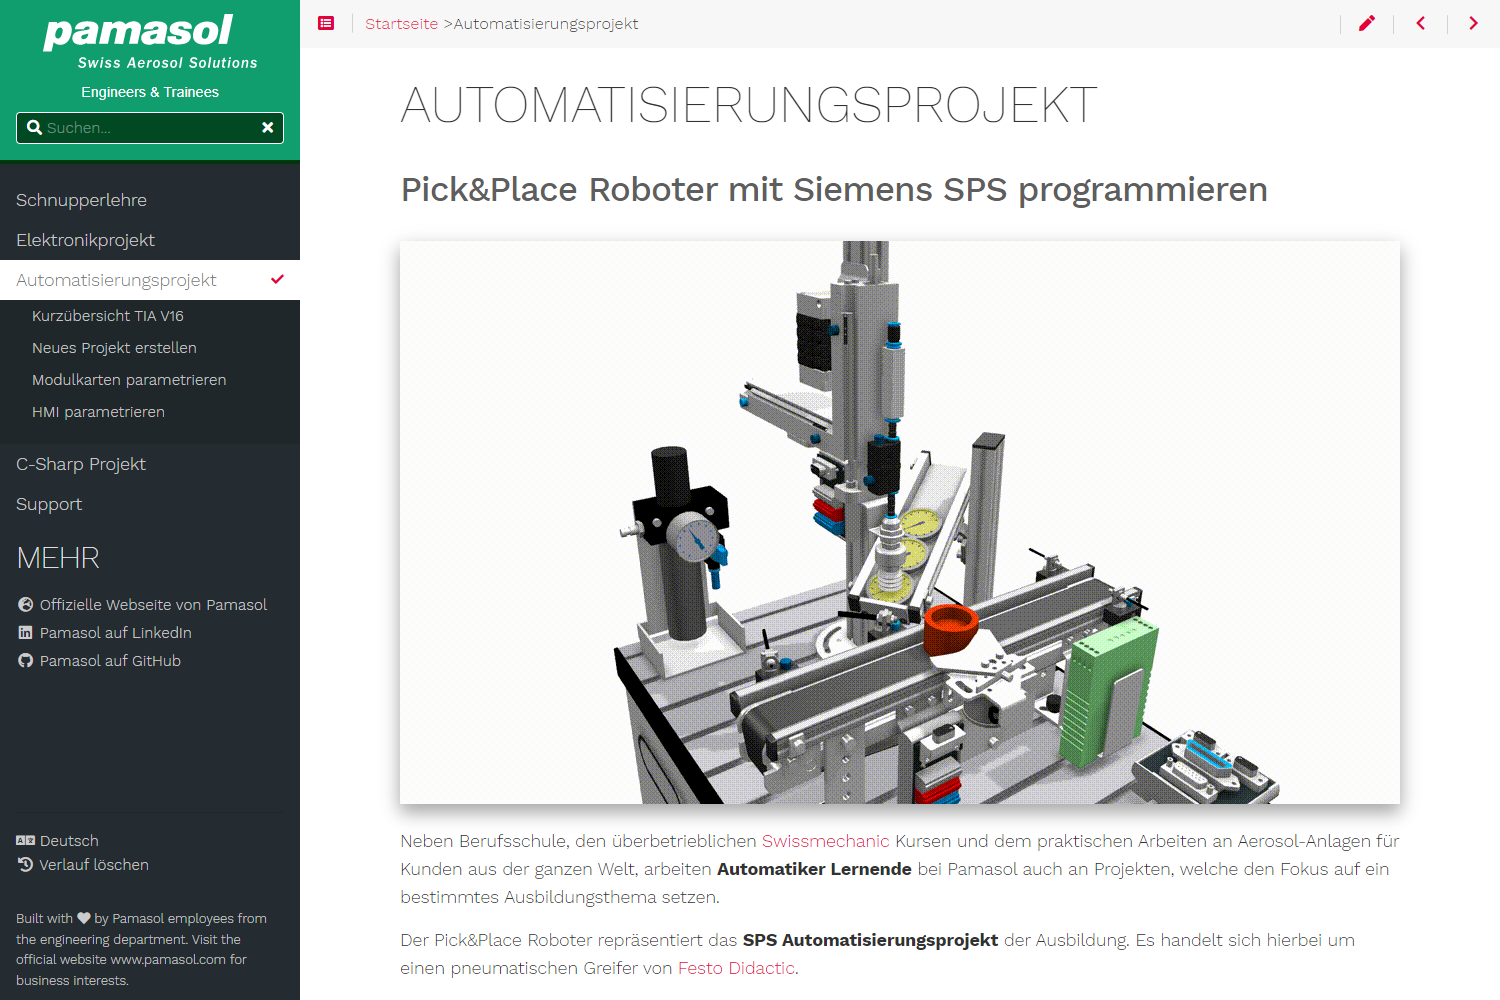 pamasol
Swiss Aerosol Solutions
Engineers & Trainees
Suchen...
Schnupperlehre
Elektronikprojekt
Automatisierungsprojekt
Kurzübersicht TIA V16
Neues Projekt erstellen
Modulkarten parametrieren
HMI parametrieren
C-Sharp Projekt
Support
MEHR
Offizielle Webseite von Pamasol
Pamasol auf LinkedIn
Pamasol auf GitHub
Deutsch
Verlauf löschen
Built with by Pamasol employees from
the engineering department. Visit the
official website www.pamasol.com for
business interests.
Startseite >Automatisierungsprojekt
AUTOMATISIERUNGSPROJEKT
Pick&Place Roboter mit Siemens SPS programmieren
Neben Berufsschule, den überbetrieblichen Swissmechanic Kursen und dem praktischen Arbeiten an Aerosol-Anlagen für
Kunden aus der ganzen Welt, arbeiten Automatiker Lernende bei Pamasol auch an Projekten, welche den Fokus auf ein
bestimmtes Ausbildungsthema setzen.
Der Pick&Place Roboter repräsentiert das SPS Automatisierungsprojekt der Ausbildung. Es handelt sich hierbei um
einen pneumatischen Greifer von Festo Didactic.